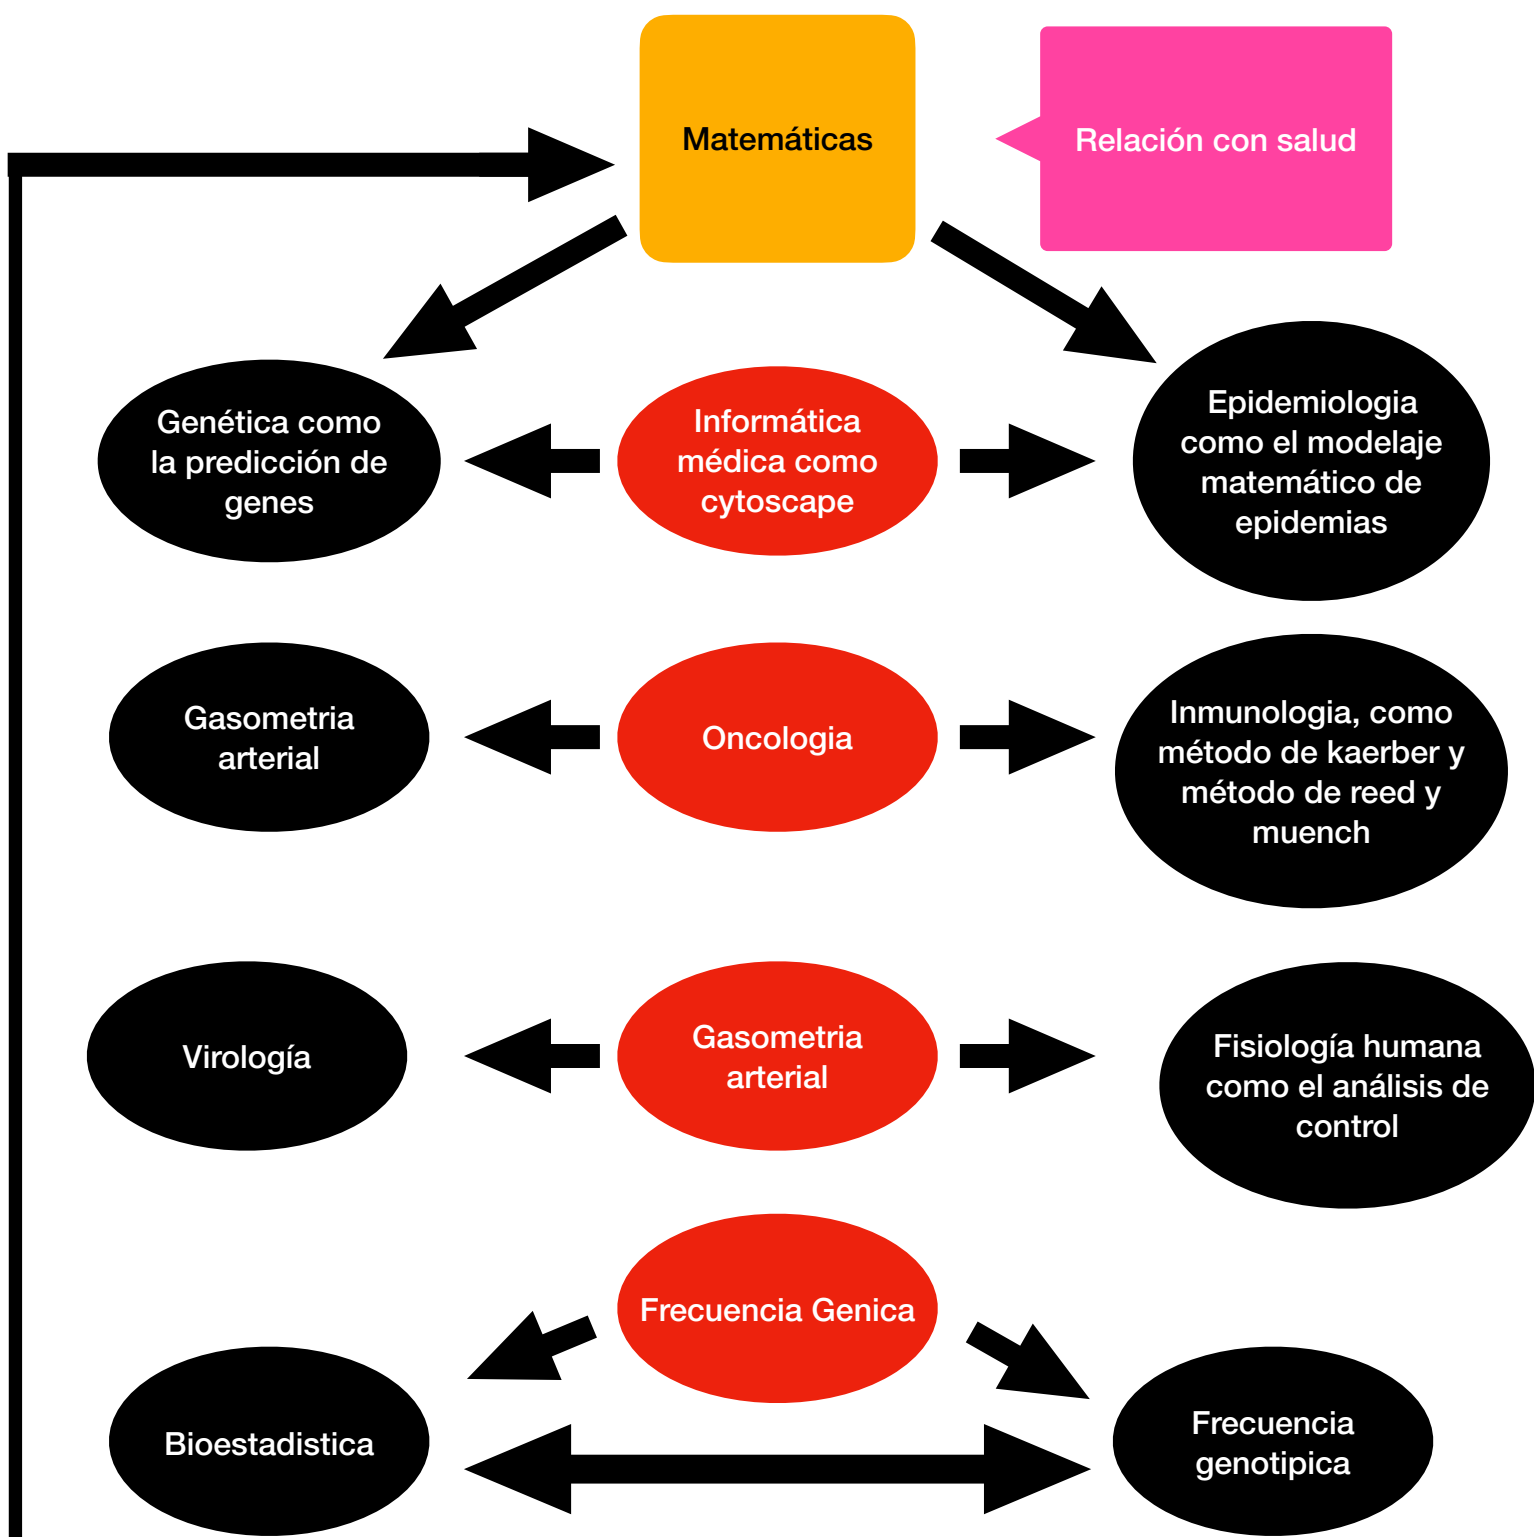 Matemáticas
Relación con salud
Genética como
la predicción de
genes
Informática
médica como
cytoscape
Epidemiologia
como el modelaje
matemático de
epidemias
Gasometria
arterial
Oncologia
Inmunologia, como
método de kaerber y
método de reed y
muench
Virología
Gasometria
arterial
Fisiología humana
como el análisis de
control
Frecuencia Genica
Bioestadistica
Frecuencia
genotipica